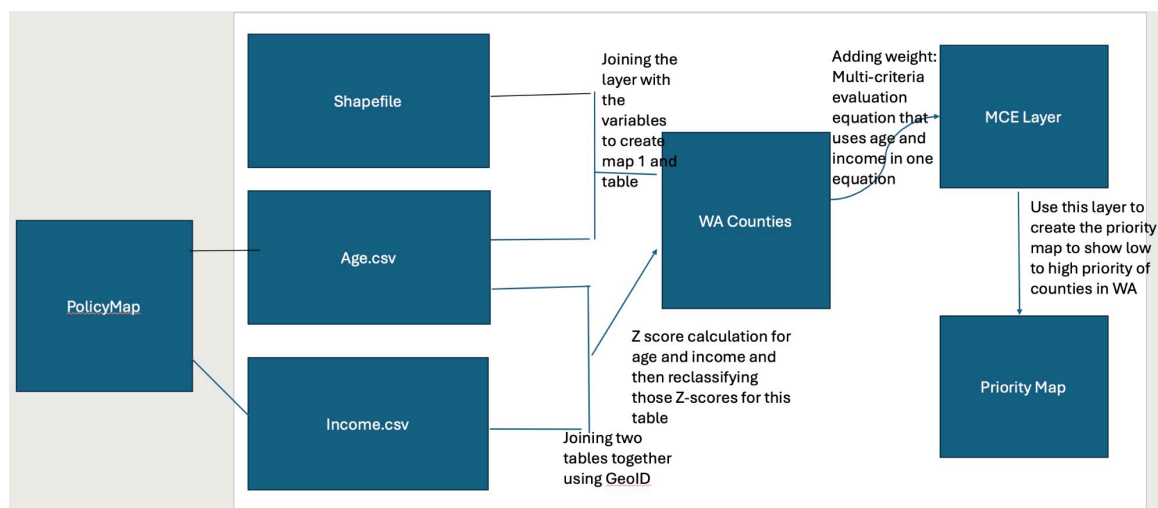 PolicyMap
Shapefile
Age.csv
Income.csv
Joining the
layer with
the
variables
to create
map 1 and
table
Joining two
tables together
using GeoID
WA Counties
Z score calculation for
age and income and
then reclassifying
those Z-scores for this
table
Adding weight:
Multi-criteria
evaluation
equation that
uses age and
income in one
equation
MCE Layer
Use this layer to
create the priority
map to show low
to high priority of
counties in WA
Priority Map